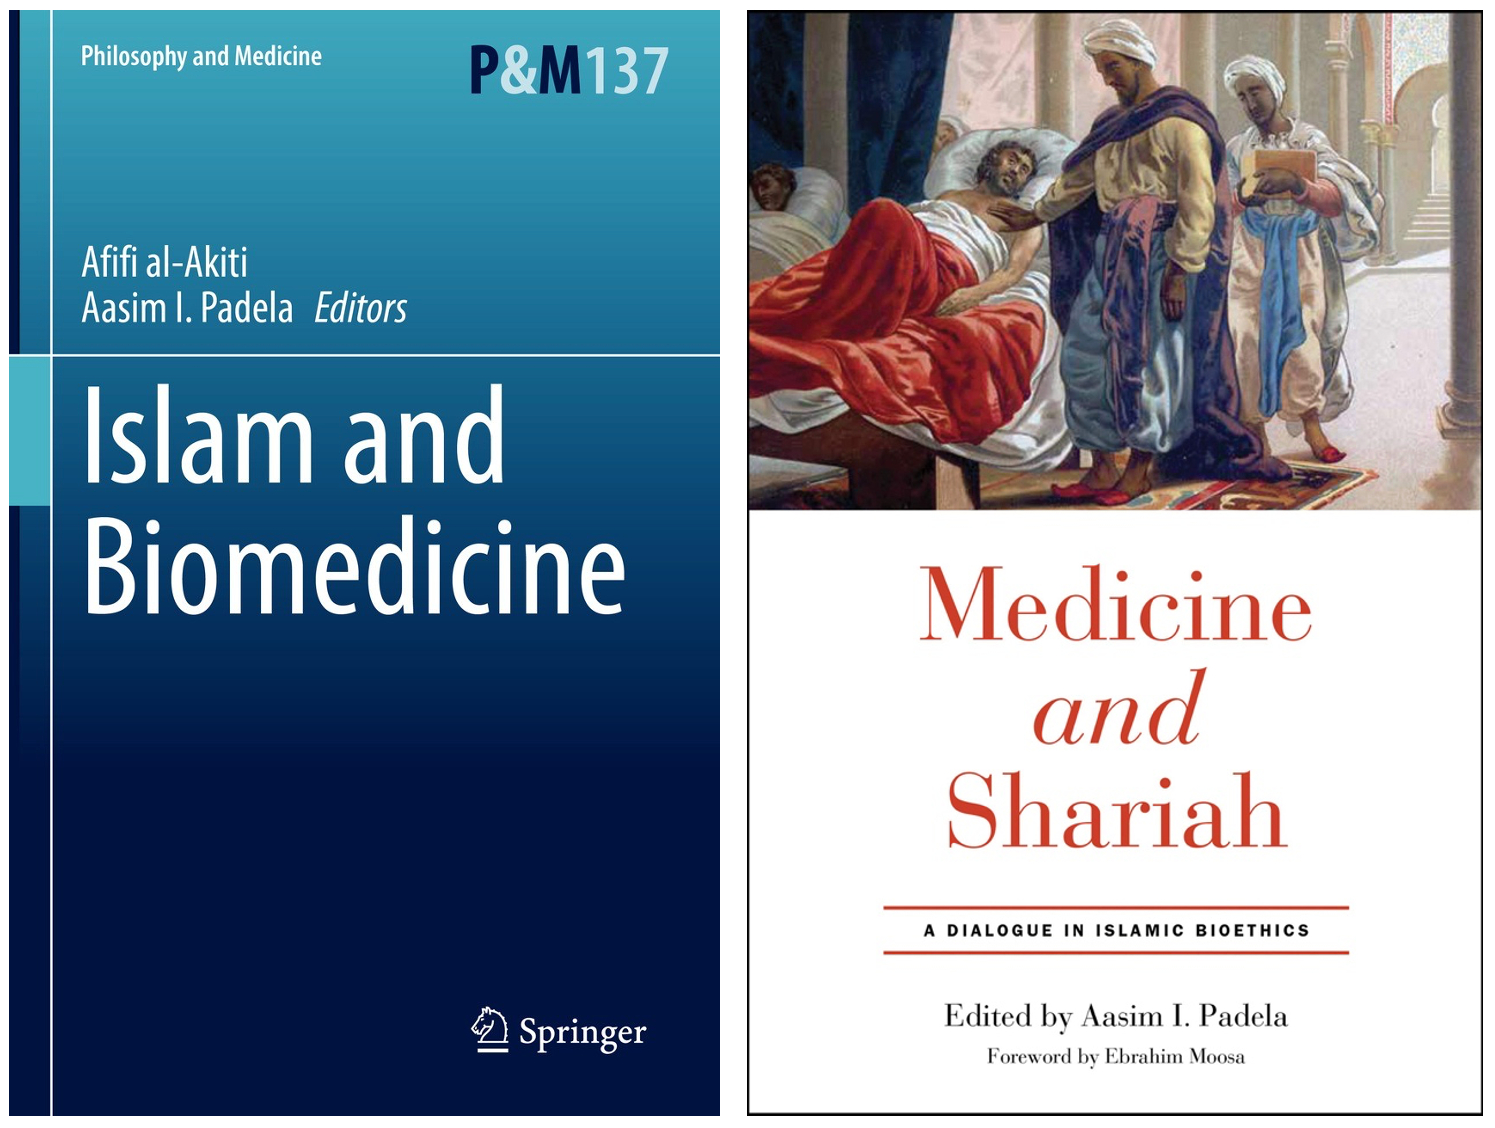 Philosophy and Medicine
P&M137
Afifi al-Akiti
Aasim I. Padela Editors
Islam and
Biomedicine
Springer
Medicine
and
Shariah
A DIALOGUE IN ISLAMIC BIOETHICS
Edited by Aasim I. Padela
Foreword by Ebrahim Moosa